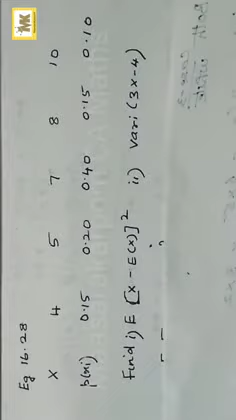 Eg 16.28
X 4 5 7 8 10
p(xi) 0.15 0.20 0.40 0.15 0.10
Find i) E [x - E(x)]² ii) vari (3x-4)